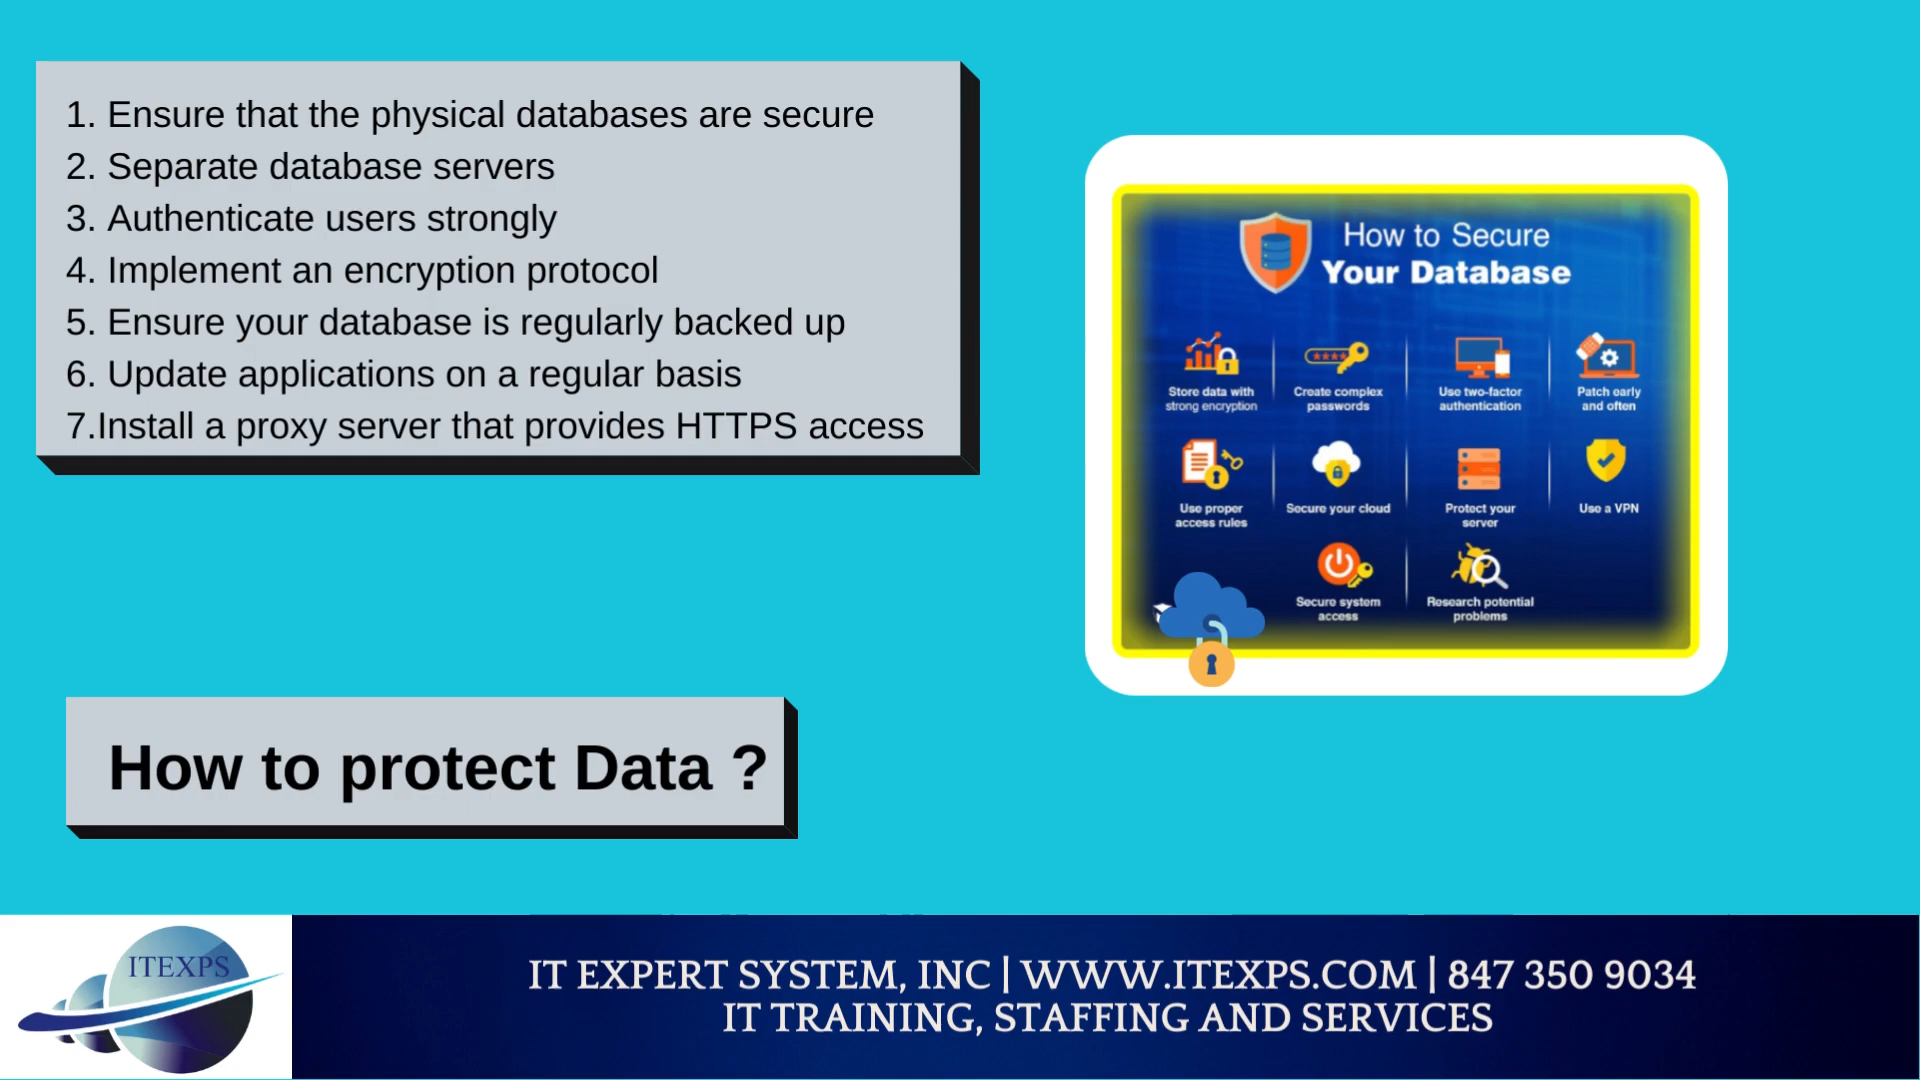 1. Ensure that the physical databases are secure
2. Separate database servers
3. Authenticate users strongly
4. Implement an encryption protocol
5. Ensure your database is regularly backed up
6. Update applications on a regular basis
7.Install a proxy server that provides HTTPS access
How to Secure
Your Database
Store data with
strong encryption
Create complex
passwords
****
Use two-factor
authentication
Patch early
and often
Use proper
access rules
Secure your cloud
Protect your
server
Use a VPN
Secure system
access
Research potential
problems
How to protect Data ?
ITEXPS
IT EXPERT SYSTEM, INC | WWW.ITEXPS.COM | 847 350 9034
IT TRAINING, STAFFING AND SERVICES